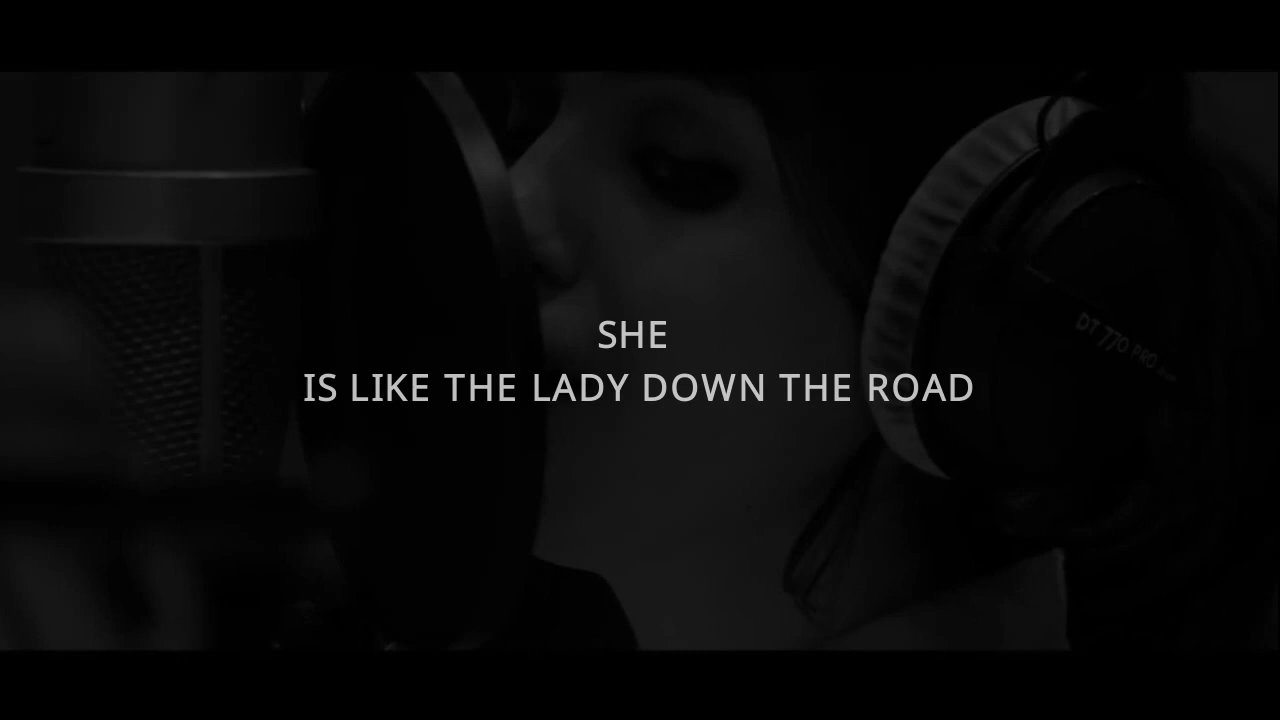 SHE
IS LIKE THE LADY DOWN THE ROAD
DT 770 PRO